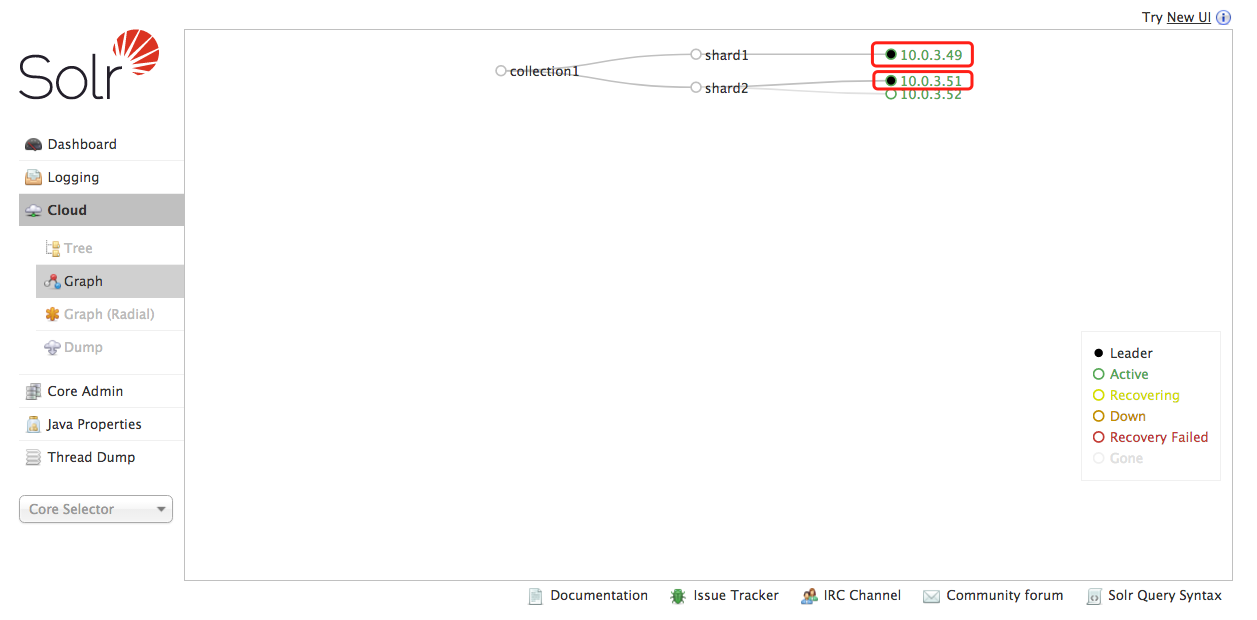 Try New UI
Solr
collection1
shard1
shard2
10.0.3.49
10.0.3.51
10.0.3.52
Dashboard
Logging
Cloud
Tree
Graph
Graph (Radial)
Dump
Core Admin
Java Properties
Thread Dump
Core Selector
Leader
Active
Recovering
Down
Recovery Failed
Gone
Documentation
Issue Tracker
IRC Channel
Community forum
Solr Query Syntax